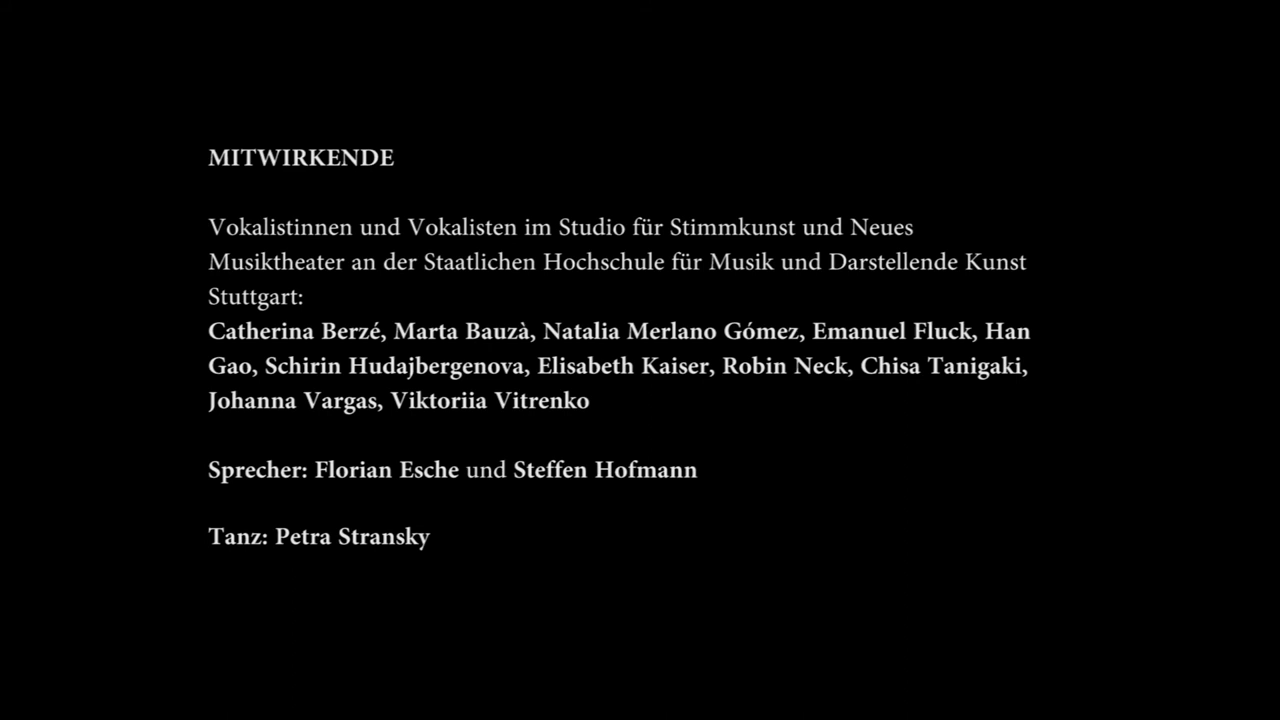 MITWIRKENDE
Vokalistinnen und Vokalisten im Studio für Stimmkunst und Neues
Musiktheater an der Staatlichen Hochschule für Musik und Darstellende Kunst
Stuttgart:
Catherina Berzé, Marta Bauzà, Natalia Merlano Gómez, Emanuel Fluck, Han
Gao, Schirin Hudajbergenova, Elisabeth Kaiser, Robin Neck, Chisa Tanigaki,
Johanna Vargas, Viktoriia Vitrenko
Sprecher: Florian Esche und Steffen Hofmann
Tanz: Petra Stransky